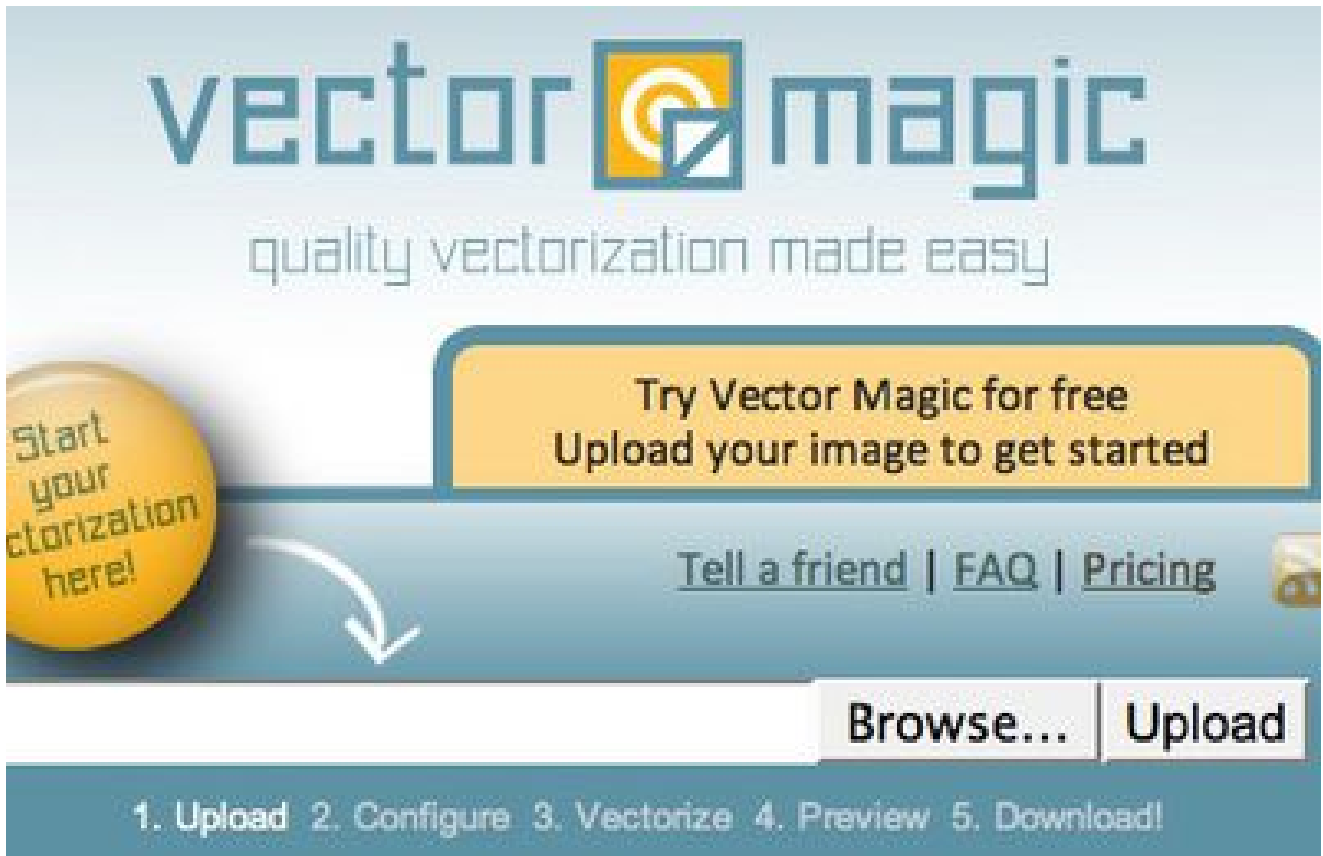 vector magic
quality vectorization made easy
Try Vector Magic for free
Upload your image to get started
Start
your
ctorization
here!
Tell a friend | FAQ | Pricing
Browse... Upload
1. Upload 2. Configure 3. Vectorize 4. Preview 5. Download!